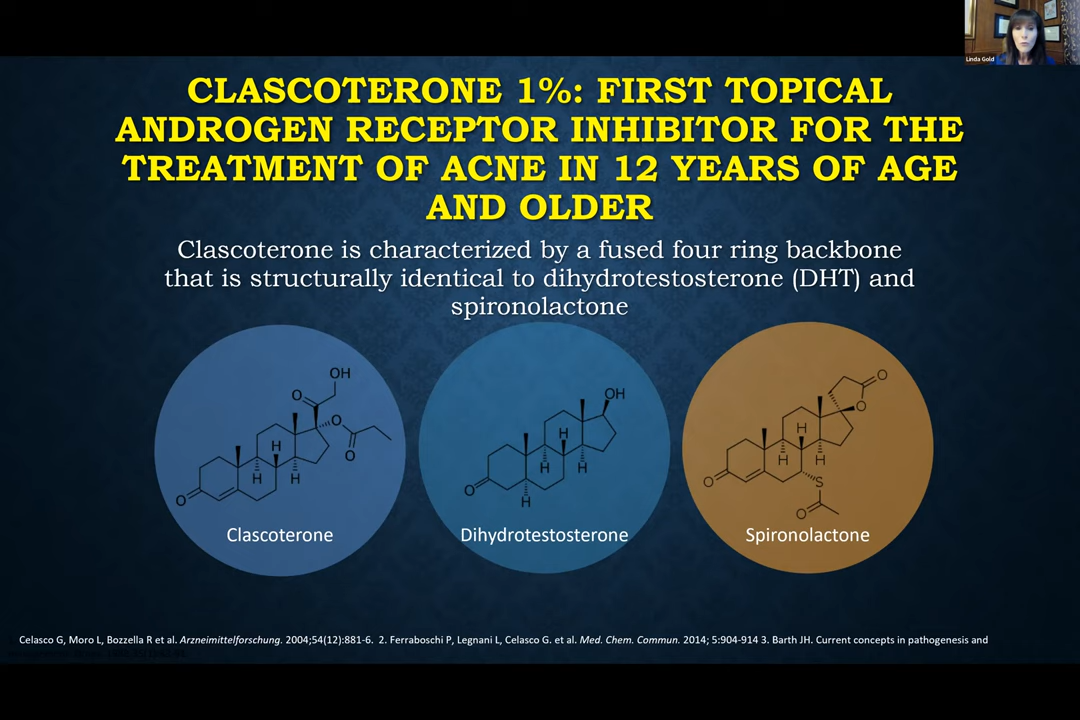 Linda Gold
CLASCOTERONE 1%: FIRST TOPICAL
ANDROGEN RECEPTOR INHIBITOR FOR THE
TREATMENT OF ACNE IN 12 YEARS OF AGE
AND OLDER
Clascoterone is characterized by a fused four ring backbone
that is structurally identical to dihydrotestosterone (DHT) and
spironolactone
OH
O
O
O
H
H
H
O
Clascoterone
OH
H
H
H
O
H
Dihydrotestosterone
O
O
H
H
H
O
S
O
Spironolactone
Celasco G, Moro L, Bozzella R et al. Arzneimittelforschung. 2004;54(12):881-6. 2. Ferraboschi P, Legnani L, Celasco G. et al. Med. Chem. Commun. 2014; 5:904-914 3. Barth JH. Current concepts in pathogenesis and